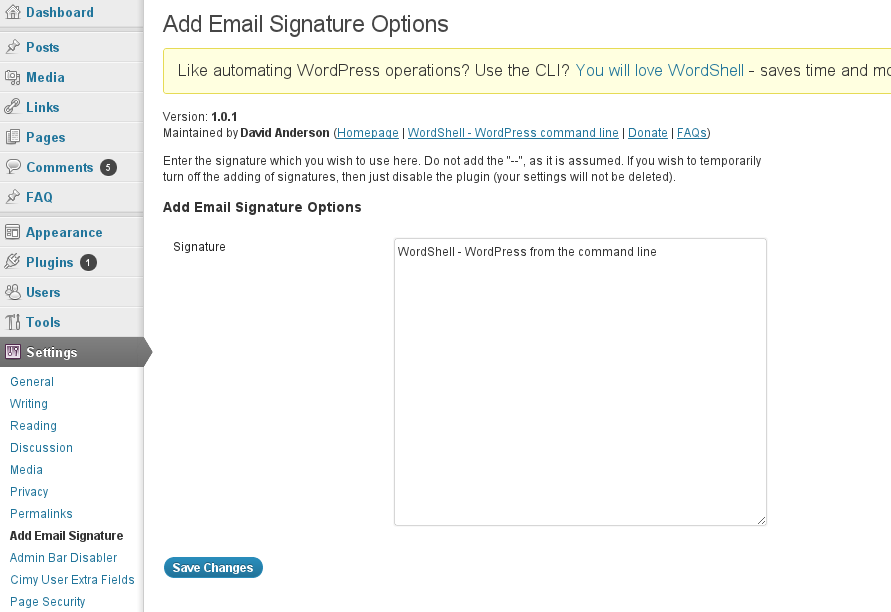 Dashboard
Posts
Media
Links
Pages
Comments 5
FAQ
Appearance
Plugins 1
Users
Tools
Settings
General
Writing
Reading
Discussion
Media
Privacy
Permalinks
Add Email Signature
Admin Bar Disabler
Cimy User Extra Fields
Page Security
Add Email Signature Options
Like automating WordPress operations? Use the CLI? You will love WordShell - saves time and
Version: 1.0.1
Maintained by David Anderson (Homepage | WordShell - WordPress command line | Donate | FAQs)
Enter the signature which you wish to use here. Do not add the "--", as it is assumed. If you wish to temporarily
turn off the adding of signatures, then just disable the plugin (your settings will not be deleted).
Add Email Signature Options
Signature
WordShell - WordPress from the command line
Save Changes